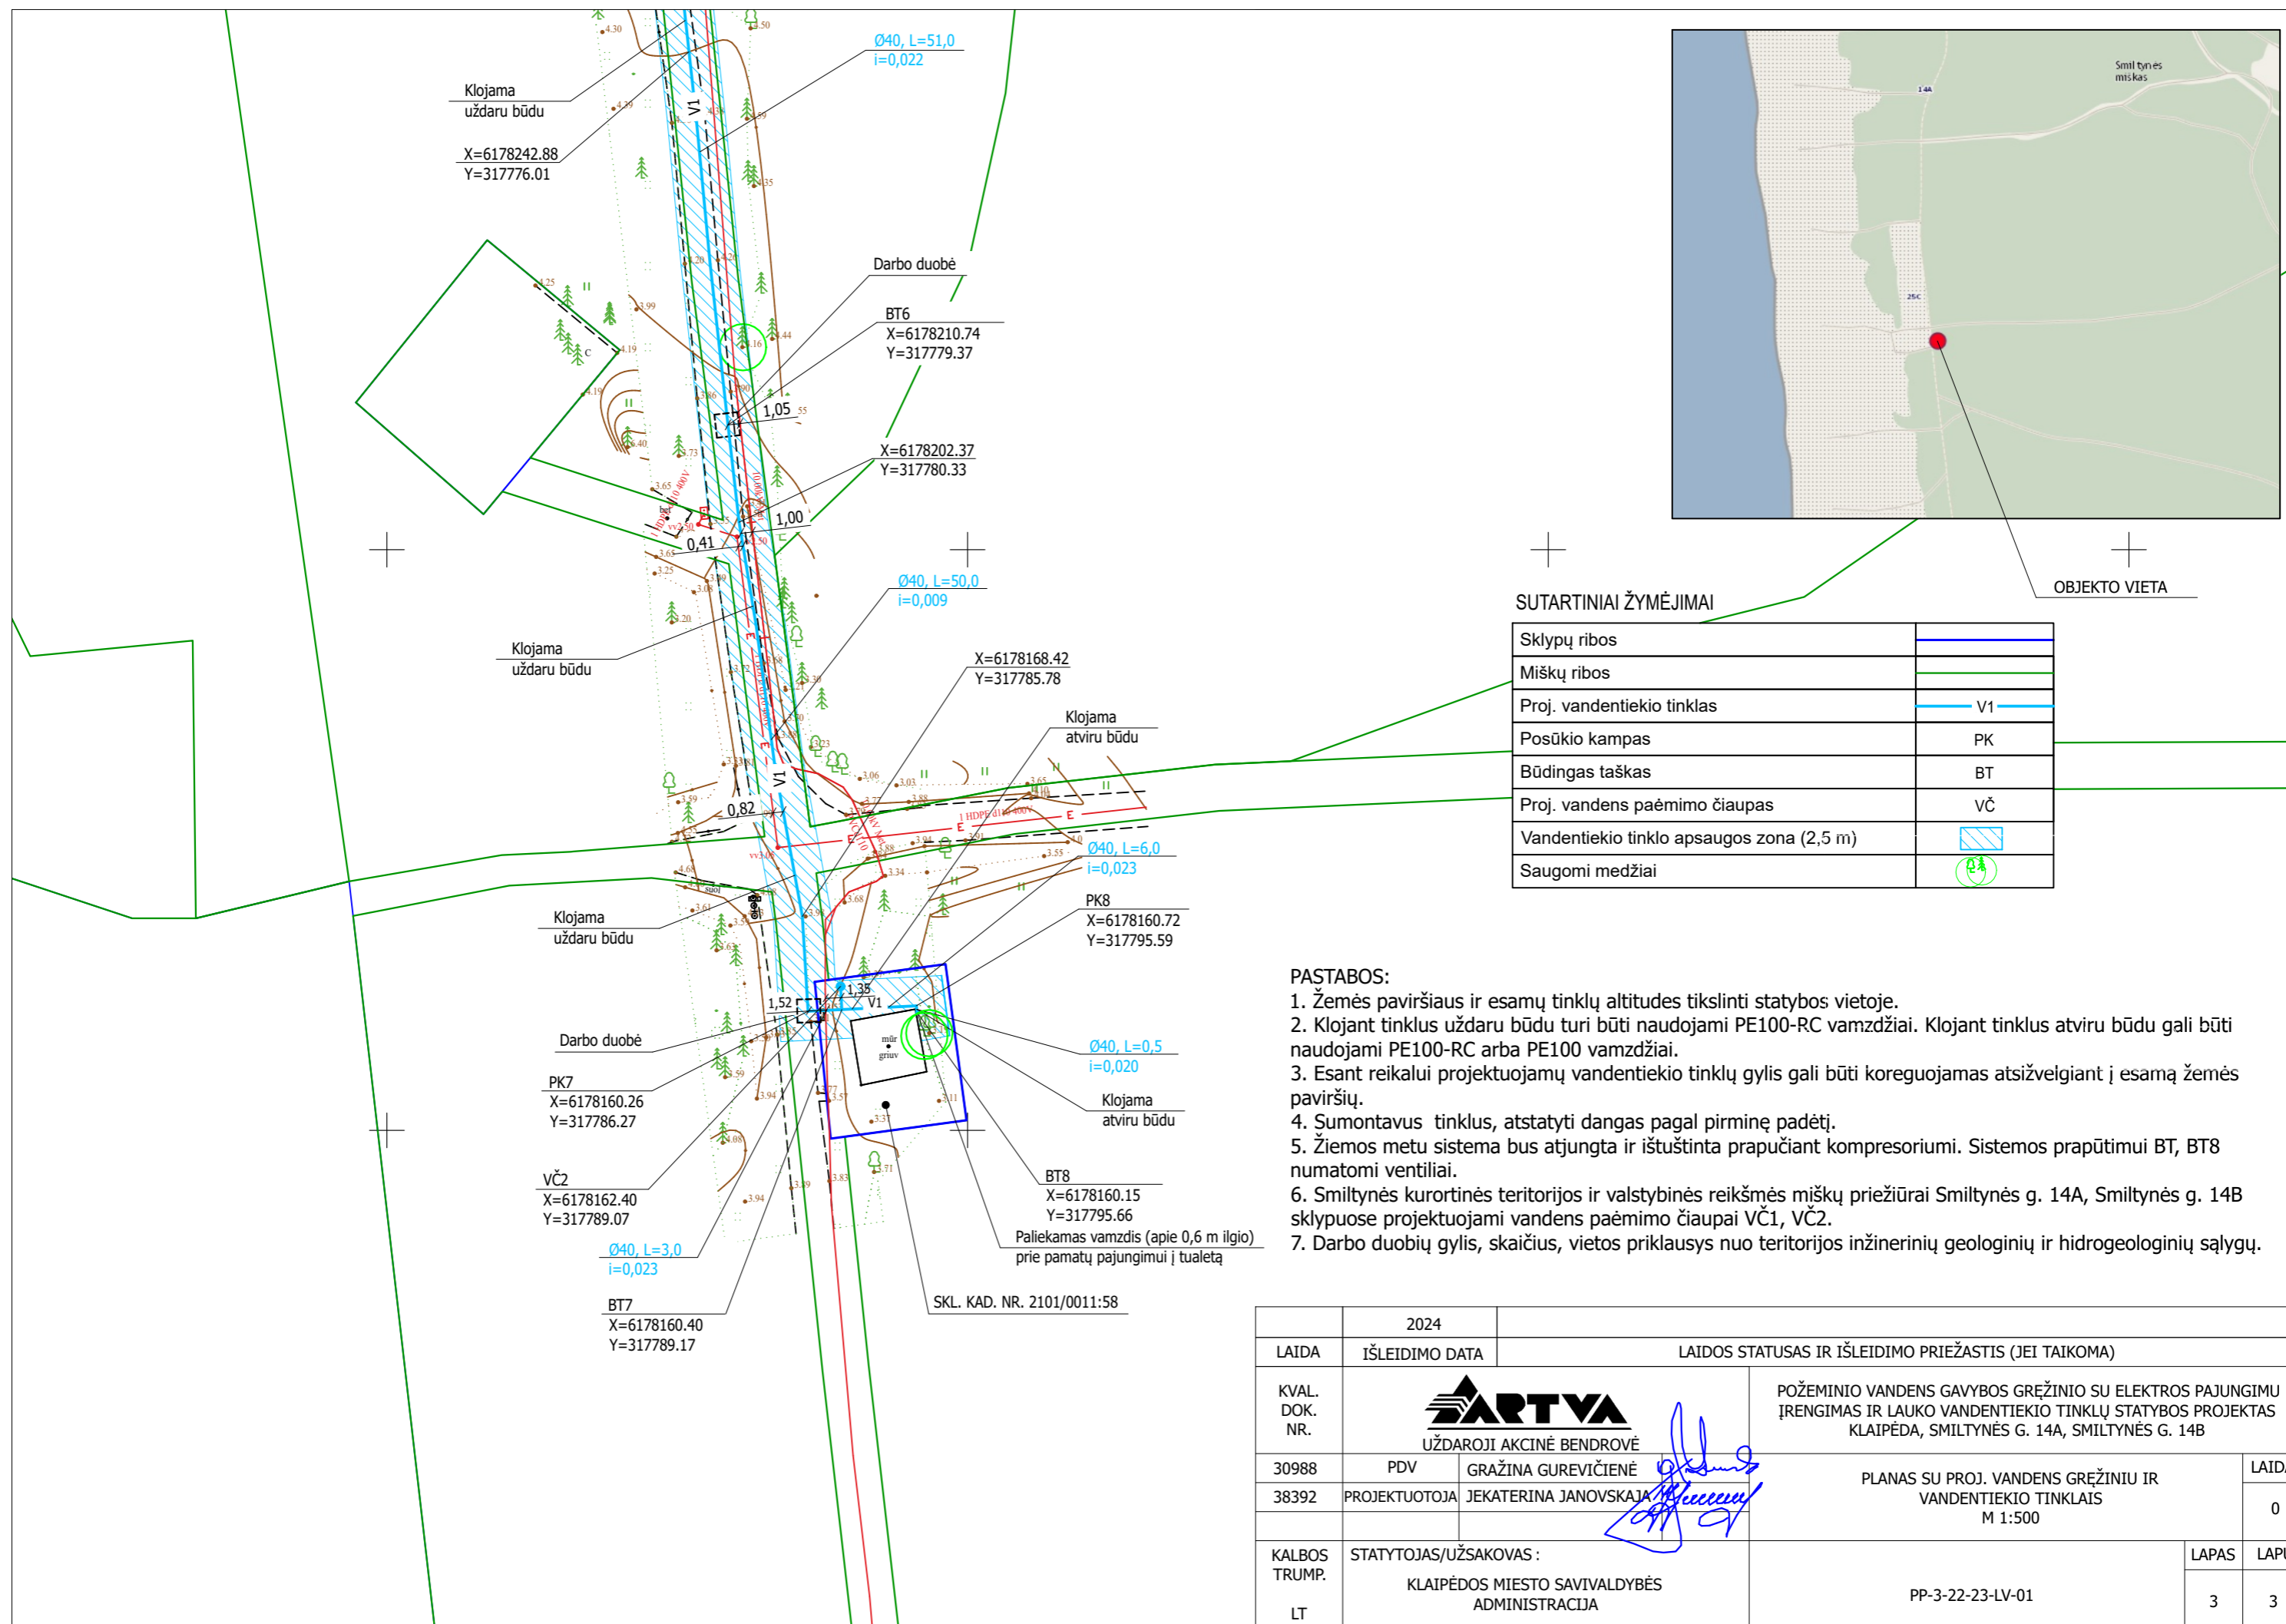 Ø40, L=51,0
i=0,022
Klojama
uždaru būdu
X=6178242.88
Y=317776.01
V1
Darbo duobė
BT6
X=6178210.74
Y=317779.37
1,05
X=6178202.37
Y=317780.33
1,00
0,41
Ø40, L=50,0
i=0,009
Klojama
uždaru būdu
X=6178168.42
Y=317785.78
Klojama
atviru būdu
V1
0,82
1 HDPE d110 400V
Ø40, L=6,0
i=0,023
suol
Klojama
uždaru būdu
PK8
X=6178160.72
Y=317795.59
1,52
1,35
V1
Darbo duobė
mūr
griuv
Ø40, L=0,5
i=0,020
PK7
X=6178160.26
Y=317786.27
Klojama
atviru būdu
VČ2
X=6178162.40
Y=317789.07
BT8
X=6178160.15
Y=317795.66
Paliekamas vamzdis (apie 0,6 m ilgio)
prie pamatų pajungimui į tualetą
Ø40, L=3,0
i=0,023
BT7
X=6178160.40
Y=317789.17
SKL. KAD. NR. 2101/0011:58
Smiltynės
miškas
14A
25C
OBJEKTO VIETA
SUTARTINIAI ŽYMĖJIMAI
Sklypų ribos
Miškų ribos
Proj. vandentiekio tinklas V1
Posūkio kampas PK
Būdingas taškas BT
Proj. vandens paėmimo čiaupas VČ
Vandentiekio tinklo apsaugos zona (2,5 m)
Saugomi medžiai
PASTABOS:
1. Žemės paviršiaus ir esamų tinklų altitudes tikslinti statybos vietoje.
2. Klojant tinklus uždaru būdu turi būti naudojami PE100-RC vamzdžiai. Klojant tinklus atviru būdu gali būti
naudojami PE100-RC arba PE100 vamzdžiai.
3. Esant reikalui projektuojamų vandentiekio tinklų gylis gali būti koreguojamas atsižvelgiant į esamą žemės
paviršių.
4. Sumontavus tinklus, atstatyti dangas pagal pirminę padėtį.
5. Žiemos metu sistema bus atjungta ir ištuštinta prapučiant kompresoriumi. Sistemos prapūtimui BT, BT8
numatomi ventiliai.
6. Smiltynės kurortinės teritorijos ir valstybinės reikšmės miškų priežiūrai Smiltynės g. 14A, Smiltynės g. 14B
sklypuose projektuojami vandens paėmimo čiaupai VČ1, VČ2.
7. Darbo duobių gylis, skaičius, vietos priklausys nuo teritorijos inžinerinių geologinių ir hidrogeologinių sąlygų.
2024
LAIDA IŠLEIDIMO DATA LAIDOS STATUSAS IR IŠLEIDIMO PRIEŽASTIS (JEI TAIKOMA)
KVAL.
DOK.
NR.
ARTVA
UŽDAROJI AKCINĖ BENDROVĖ
POŽEMINIO VANDENS GAVYBOS GRĘŽINIO SU ELEKTROS PAJUNGIMU
ĮRENGIMAS IR LAUKO VANDENTIEKIO TINKLŲ STATYBOS PROJEKTAS
KLAIPĖDA, SMILTYNĖS G. 14A, SMILTYNĖS G. 14B
30988 PDV GRAŽINA GUREVIČIENĖ
38392 PROJEKTUOTOJA JEKATERINA JANOVSKAJA
PLANAS SU PROJ. VANDENS GRĘŽINIU IR
VANDENTIEKIO TINKLAIS
M 1:500
LAIDA
0
KALBOS
TRUMP.
LT
STATYTOJAS/UŽSAKOVAS :
KLAIPĖDOS MIESTO SAVIVALDYBĖS
ADMINISTRACIJA
PP-3-22-23-LV-01
LAPAS LAPŲ
3 3